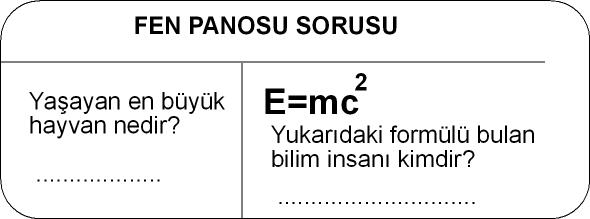 FEN PANOSU SORUSU
Yaşayan en büyük
hayvan nedir?
...................
E=mc²
Yukarıdaki formülü bulan
bilim insanı kimdir?
..............................